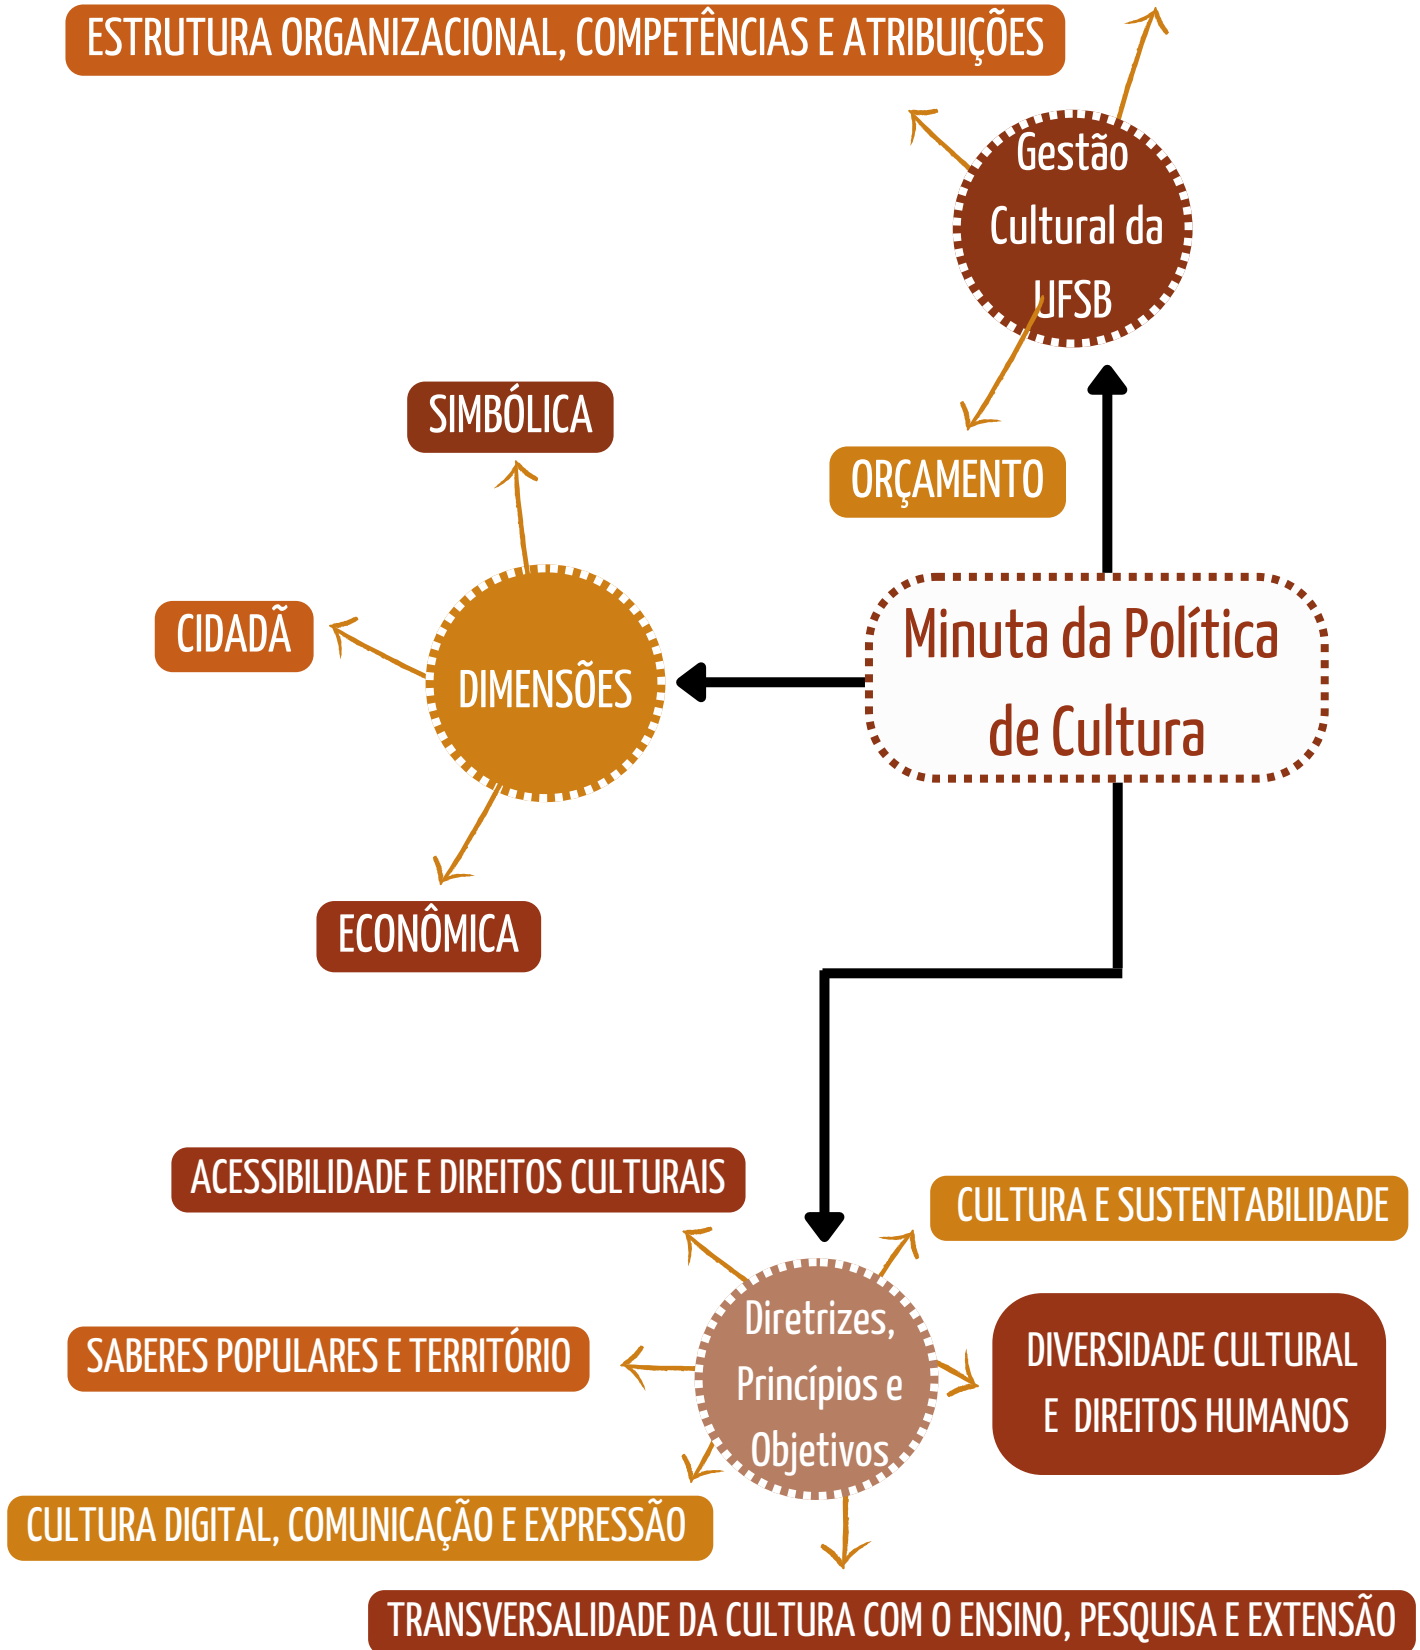 ESTRUTURA ORGANIZACIONAL, COMPETÊNCIAS E ATRIBUIÇÕES
Gestão
Cultural da
UFSB
ORÇAMENTO
SIMBÓLICA
CIDADÃ
DIMENSÕES
ECONÔMICA
Minuta da Política
de Cultura
ACESSIBILIDADE E DIREITOS CULTURAIS
CULTURA E SUSTENTABILIDADE
Diretrizes,
Princípios e
Objetivos
SABERES POPULARES E TERRITÓRIO
DIVERSIDADE CULTURAL
E DIREITOS HUMANOS
CULTURA DIGITAL, COMUNICAÇÃO E EXPRESSÃO
TRANSVERSALIDADE DA CULTURA COM O ENSINO, PESQUISA E EXTENSÃO